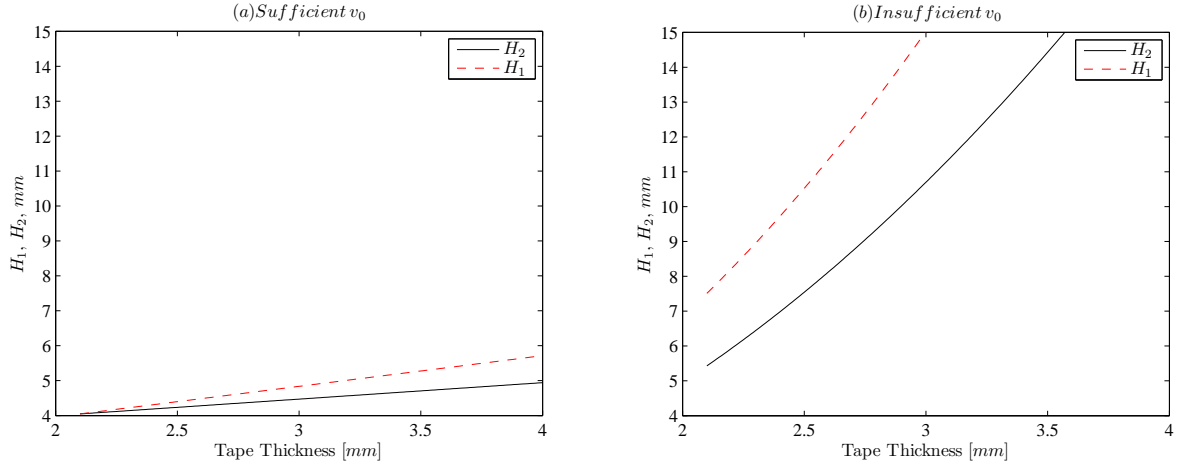 (a)Sufficient v₀
15
14
13
12
11
10
9
8
7
6
5
4
H₁, H₂, mm
H₂
H₁
2 2.5 3 3.5 4
Tape Thickness [mm]
(b)Insufficient v₀
15
14
13
12
11
10
9
8
7
6
5
4
H₁, H₂, mm
H₂
H₁
2 2.5 3 3.5 4
Tape Thickness [mm]